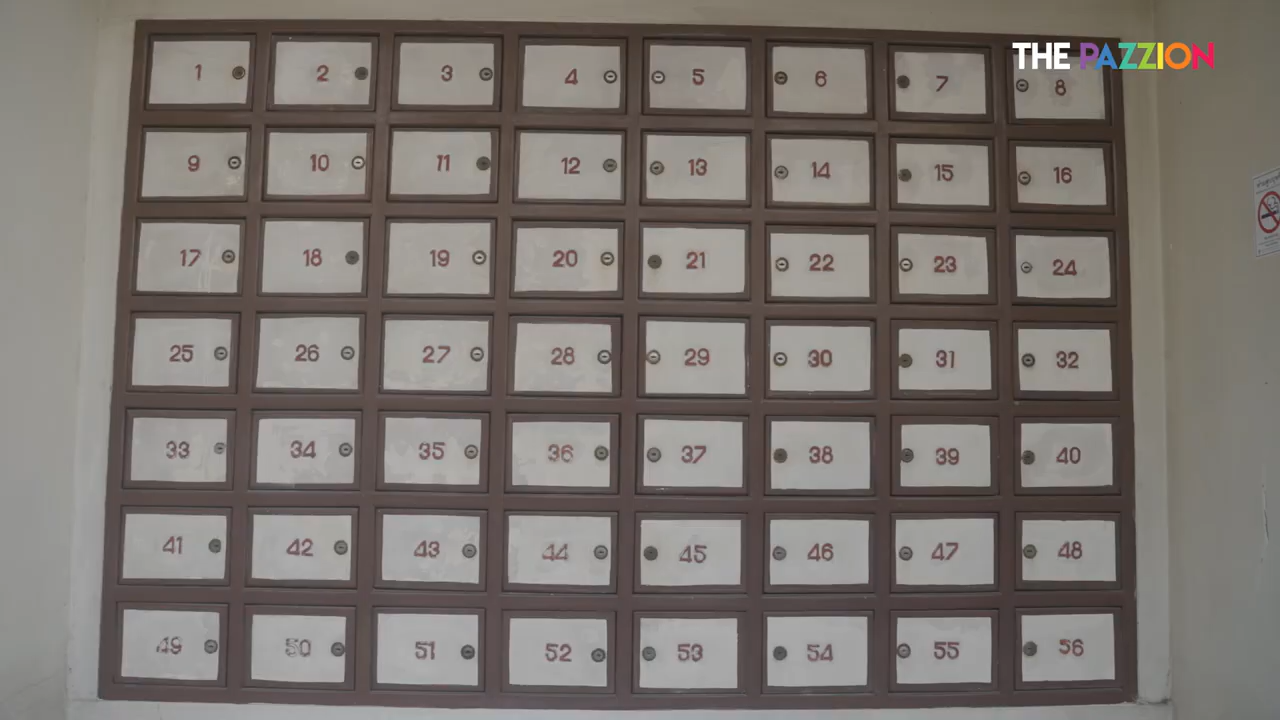 THE PAZZION
1 2 3 4 5 6 7 8
9 10 11 12 13 14 15 16
17 18 19 20 21 22 23 24
25 26 27 28 29 30 31 32
33 34 35 36 37 38 39 40
41 42 43 44 45 46 47 48
49 50 51 52 53 54 55 56